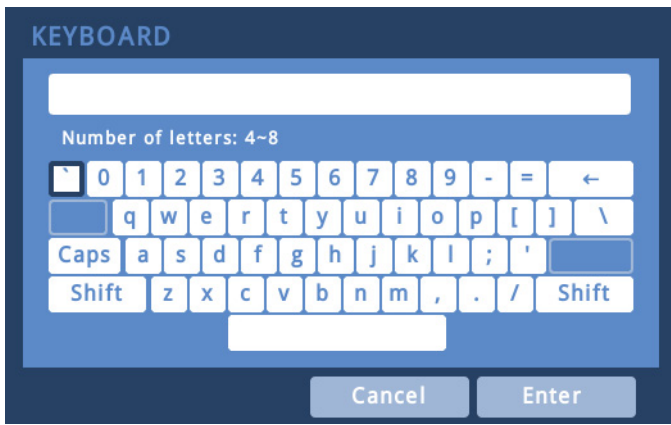 KEYBOARD
Number of letters: 4~8
` 0 1 2 3 4 5 6 7 8 9 - = ←
q w e r t y u i o p [ ] \
Caps a s d f g h j k l ; '
Shift z x c v b n m , . / Shift
Cancel Enter